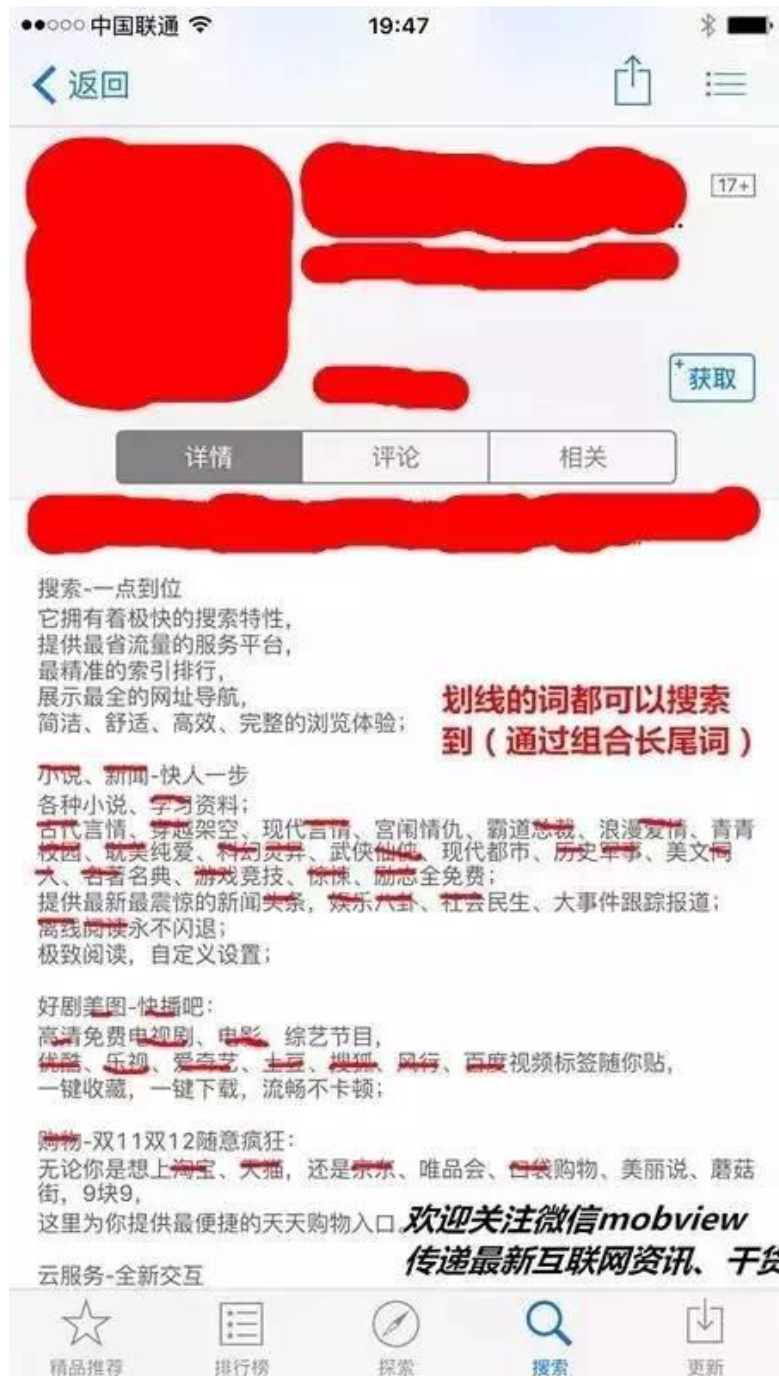 中国联通
19:47
返回
17+
获取
详情
评论
相关
搜索-一点到位
它拥有着极快的搜索特性,
提供最省流量的服务平台,
最精准的索引排行,
展示最全的网址导航,
简洁、舒适、高效、完整的浏览体验;
划线的词都可以搜索
到（通过组合长尾词）
小说、新闻-快人一步
各种小说、学习资料;
古代言情、穿越架空、现代言情、宫闱情仇、霸道总裁、浪漫爱情、青青
校园、耽美纯爱、科幻灵异、武侠仙侠、现代都市、历史军事、美文同
人、名著名典、游戏竞技、惊悚、励志全免费;
提供最新最震惊的新闻头条, 娱乐八卦、社会民生、大事件跟踪报道;
离线阅读永不闪退;
极致阅读, 自定义设置;
好剧美图-快播吧:
高清免费电视剧、电影、综艺节目,
优酷、乐视、爱奇艺、土豆、搜狐、风行、百度视频标签随你贴,
一键收藏, 一键下载, 流畅不卡顿;
购物-双11双12随意疯狂:
无论你是想上淘宝、天猫, 还是京东、唯品会、口袋购物、美丽说、蘑菇
街, 9块9,
这里为你提供最便捷的天天购物入口
欢迎关注微信mobview
传递最新互联网资讯、干货
云服务-全新交互
精品推荐
排行榜
探索
搜索
更新